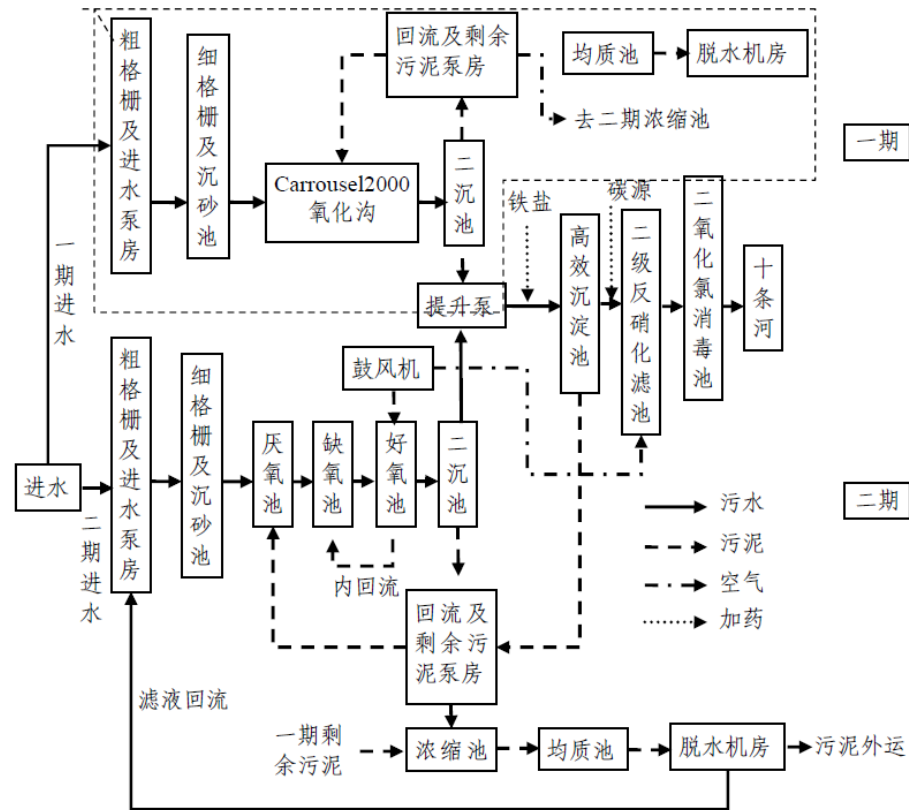 粗格栅及进水泵房
细格栅及沉砂池
回流及剩余
污泥泵房
均质池
脱水机房
去二期浓缩池
一期
Carrousel2000
氧化沟
二沉池
铁盐
碳源
一期进水
提升泵
高效沉淀池
二级反硝化滤池
二氧化氯消毒池
十条河
鼓风机
进水
二期进水
粗格栅及进水泵房
细格栅及沉砂池
厌氧池
缺氧池
好氧池
二沉池
内回流
二期
污水
污泥
空气
加药
回流及
剩余污
泥泵房
滤液回流
一期剩
余污泥
浓缩池
均质池
脱水机房
污泥外运